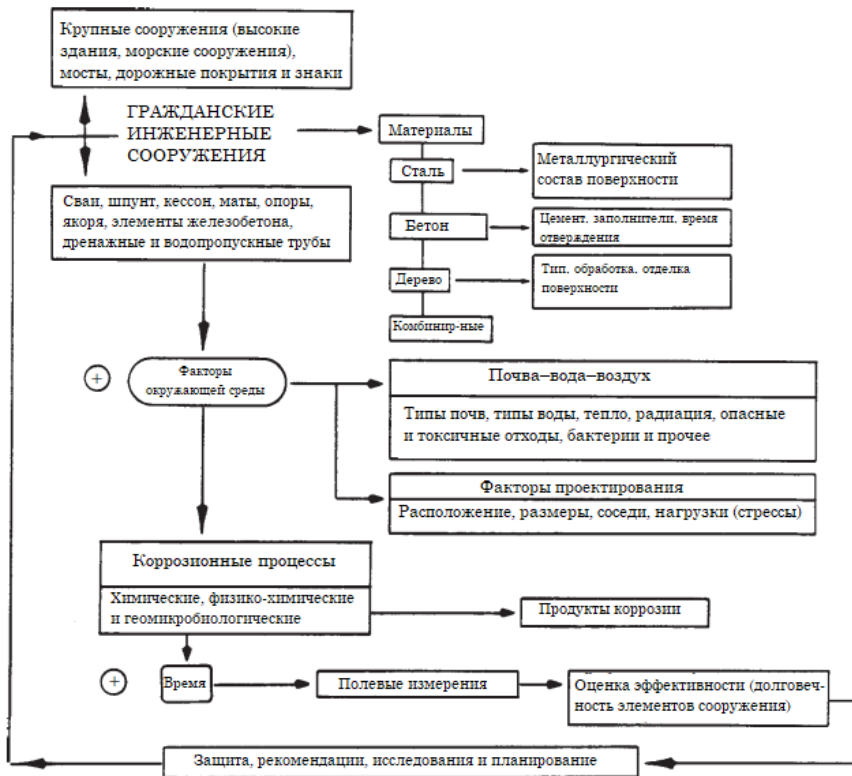 Крупные сооружения (высокие
здания, морские сооружения),
мосты, дорожные покрытия и знаки
ГРАЖДАНСКИЕ
ИНЖЕНЕРНЫЕ
СООРУЖЕНИЯ
Материалы
Сталь
Металлургический
состав поверхности
Сваи, шпунт, кессон, маты, опоры,
якоря, элементы железобетона,
дренажные и водопропускные трубы
Бетон
Цемент. заполнители. время
отверждения
Дерево
Тип. обработка. отделка
поверхности
Комбинир-ные
+
Факторы
окружающей среды
Почва–вода–воздух
Типы почв, типы воды, тепло, радиация, опасные
и токсичные отходы, бактерии и прочее
Факторы проектирования
Расположение, размеры, соседи, нагрузки (стрессы)
Коррозионные процессы
Химические, физико-химические
и геомикробиологические
Продукты коррозии
+
Время
Полевые измерения
Оценка эффективности (долговеч-
ность элементов сооружения)
Защита, рекомендации, исследования и планирование